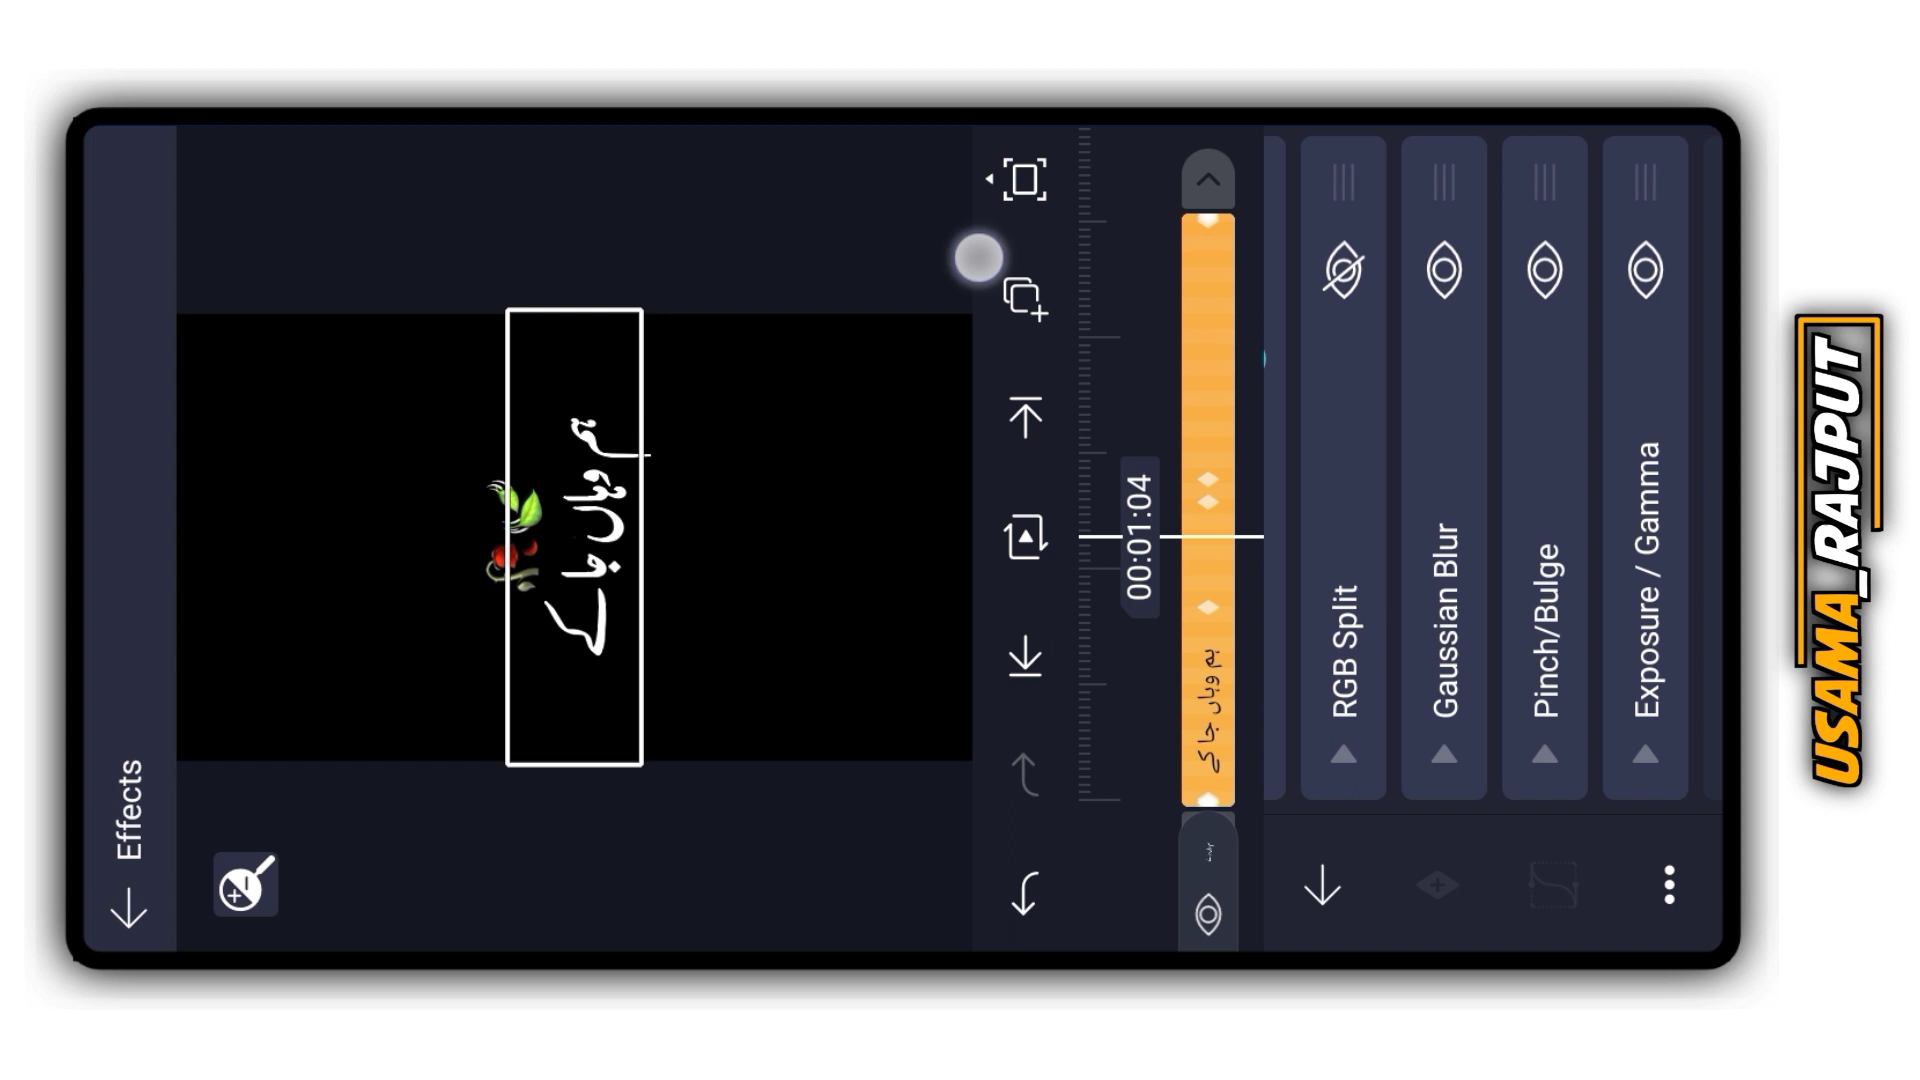 Effects
ہم وہاں جا کے
00:01:04
ہم وہاں جا کے
RGB Split
Gaussian Blur
Pinch/Bulge
Exposure / Gamma
USAMA_RAJPUT